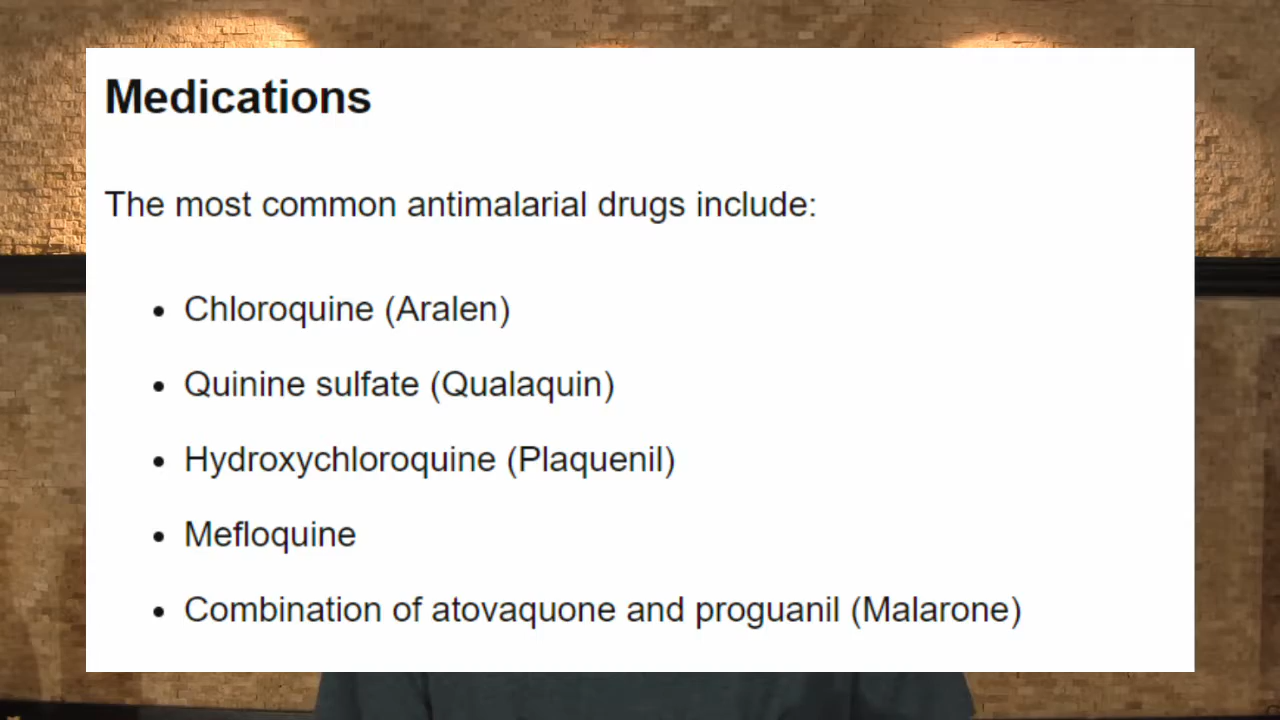 Medications
The most common antimalarial drugs include:
• Chloroquine (Aralen)
• Quinine sulfate (Qualaquin)
• Hydroxychloroquine (Plaquenil)
• Mefloquine
• Combination of atovaquone and proguanil (Malarone)